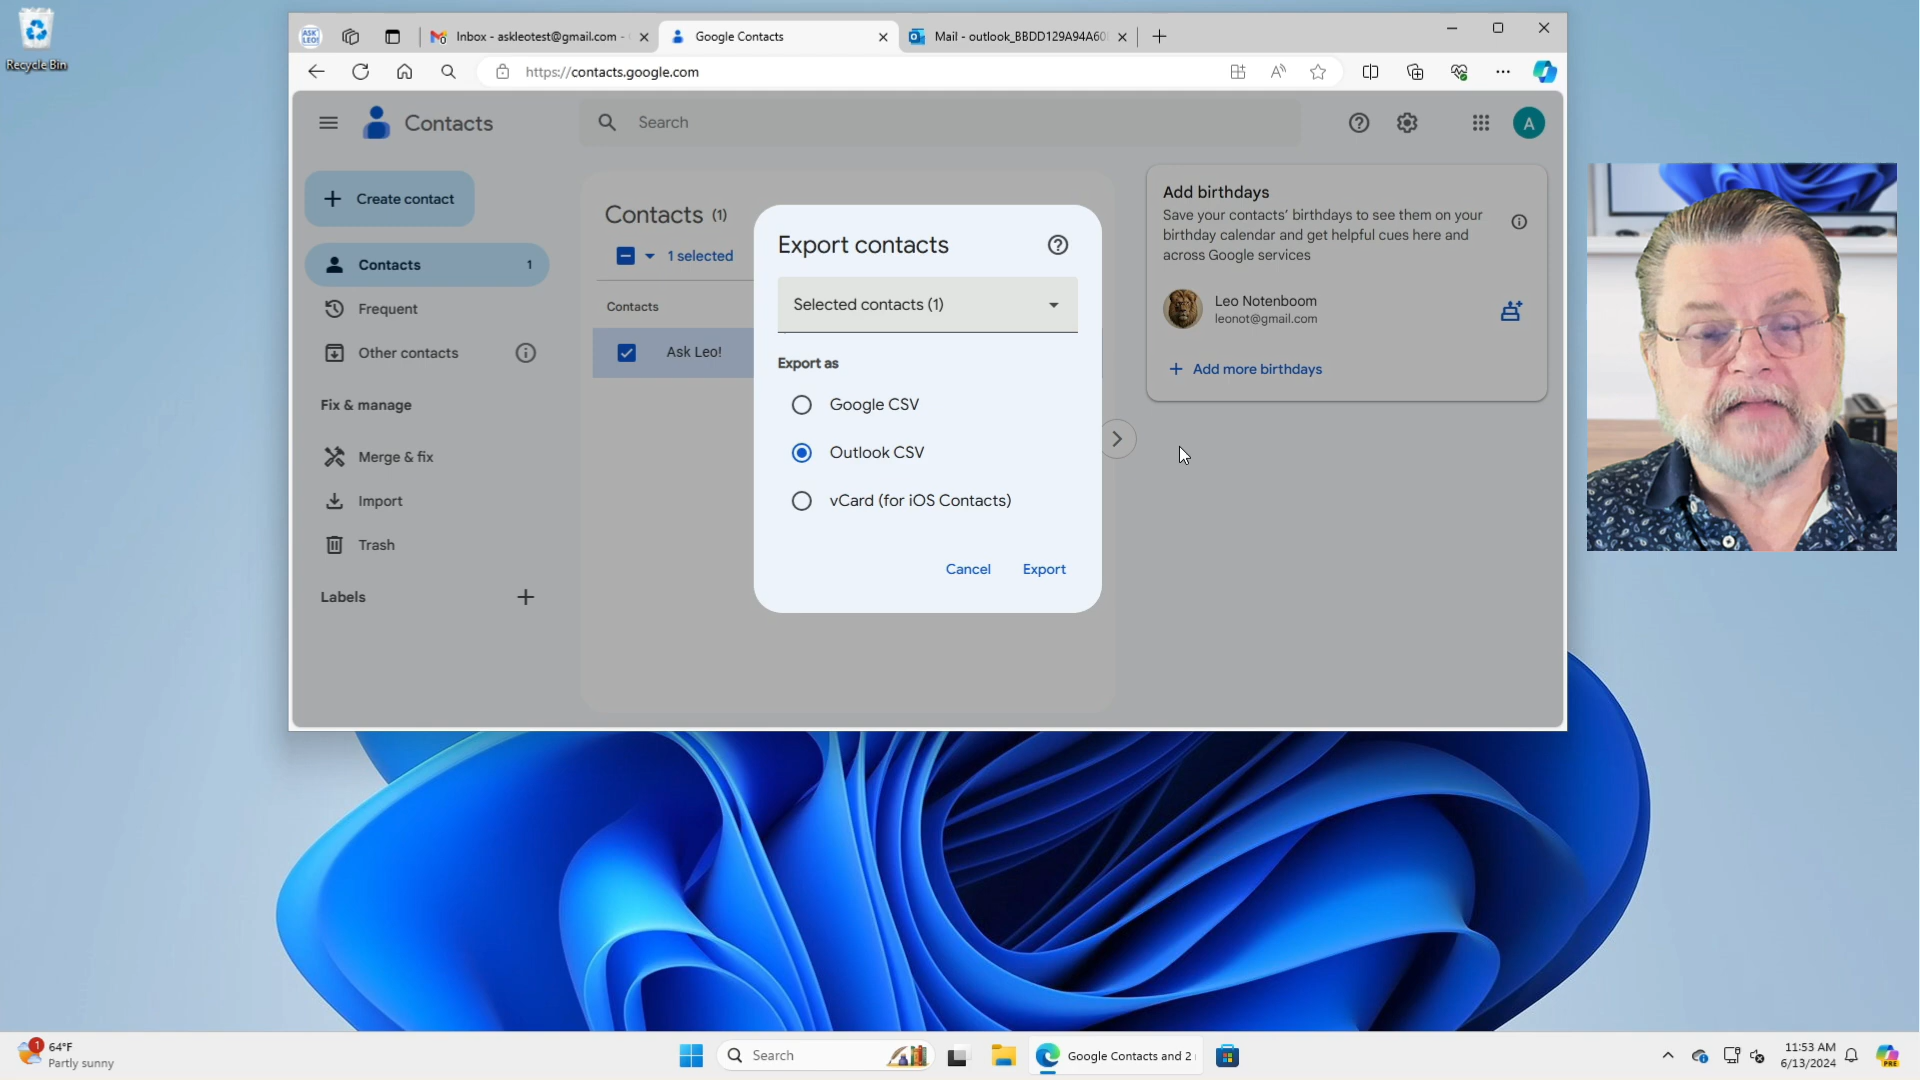 Recycle Bin
ASK LEO!
Inbox - askleotest@gmail.com -
Google Contacts
Mail - outlook_BBDD129A94A60
https://contacts.google.com
Contacts
Search
A
Create contact
Contacts 1
Frequent
Other contacts
Fix & manage
Merge & fix
Import
Trash
Labels
Contacts (1)
1 selected
Contacts
Ask Leo!
Export contacts
Selected contacts (1)
Export as
Google CSV
Outlook CSV
vCard (for iOS Contacts)
Cancel Export
Add birthdays
Save your contacts' birthdays to see them on your
birthday calendar and get helpful cues here and
across Google services
Leo Notenboom
leonot@gmail.com
Add more birthdays
1
64°F
Partly sunny
Search
Google Contacts and 2
11:53 AM
6/13/2024
PRE